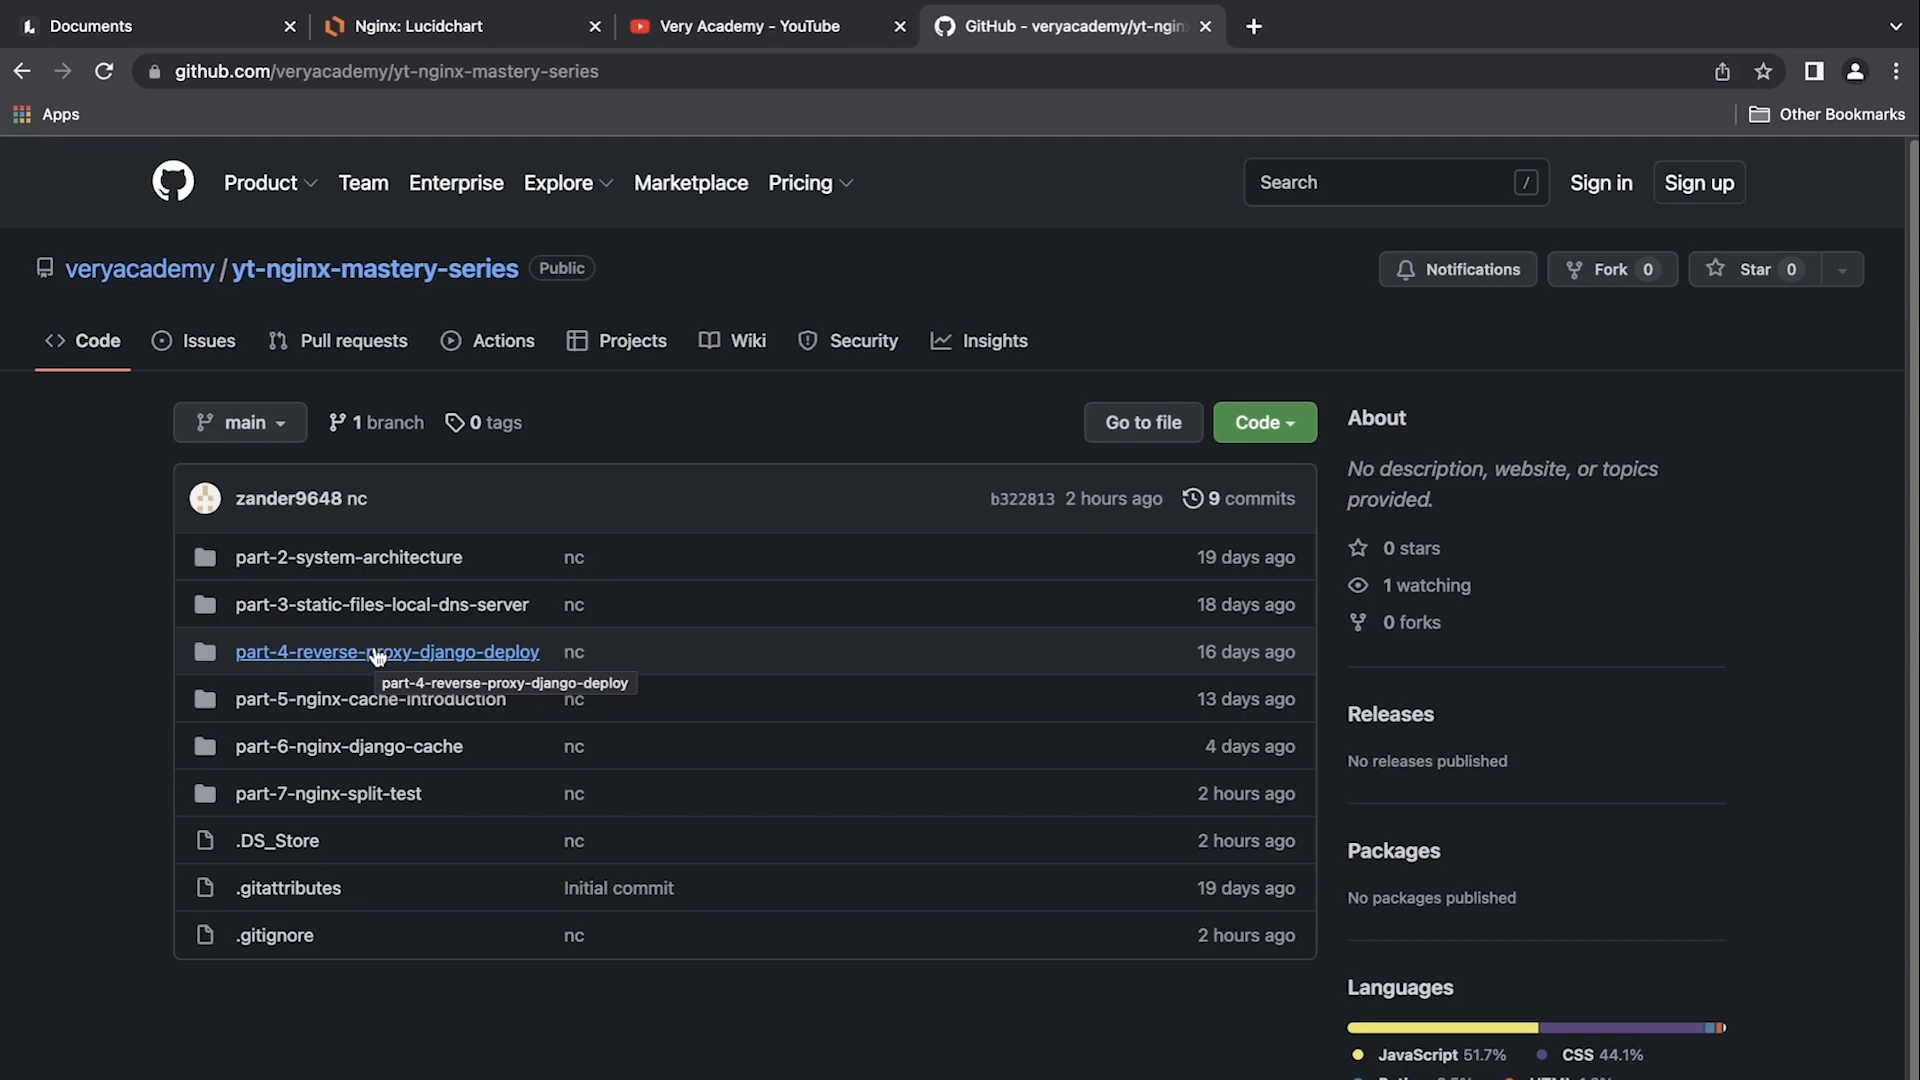 Documents
Nginx: Lucidchart
Very Academy - YouTube
GitHub - veryacademy/yt-ngin
github.com/veryacademy/yt-nginx-mastery-series
Apps
Other Bookmarks
Product
Team
Enterprise
Explore
Marketplace
Pricing
Search
/
Sign in
Sign up
veryacademy / yt-nginx-mastery-series
Public
Notifications
Fork 0
Star 0
Code
Issues
Pull requests
Actions
Projects
Wiki
Security
Insights
main
1 branch
0 tags
Go to file
Code
zander9648 nc
b322813 2 hours ago
9 commits
part-2-system-architecture nc 19 days ago
part-3-static-files-local-dns-server nc 18 days ago
part-4-reverse-proxy-django-deploy nc 16 days ago
part-4-reverse-proxy-django-deploy
part-5-nginx-cache-introduction nc 13 days ago
part-6-nginx-django-cache nc 4 days ago
part-7-nginx-split-test nc 2 hours ago
.DS_Store nc 2 hours ago
.gitattributes Initial commit 19 days ago
.gitignore nc 2 hours ago
About
No description, website, or topics
provided.
0 stars
1 watching
0 forks
Releases
No releases published
Packages
No packages published
Languages
JavaScript 51.7%
CSS 44.1%